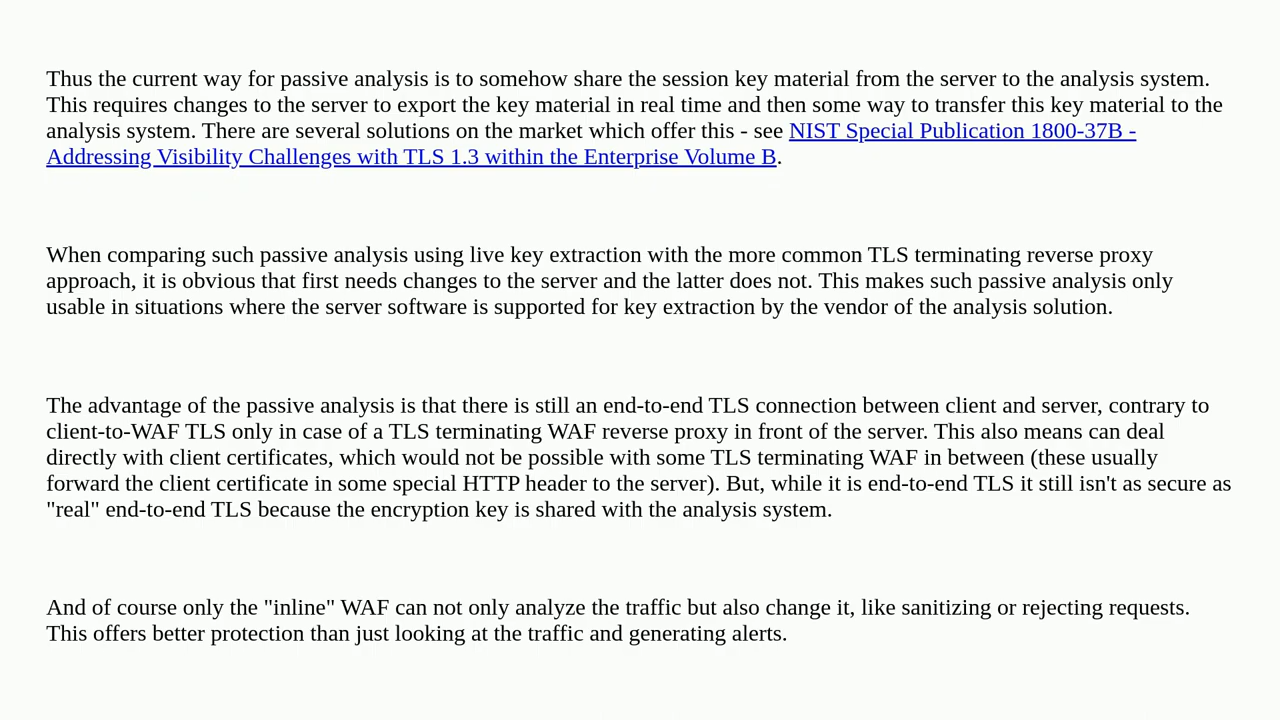 Thus the current way for passive analysis is to somehow share the session key material from the server to the analysis system.
This requires changes to the server to export the key material in real time and then some way to transfer this key material to the
analysis system. There are several solutions on the market which offer this - see NIST Special Publication 1800-37B -
Addressing Visibility Challenges with TLS 1.3 within the Enterprise Volume B.
When comparing such passive analysis using live key extraction with the more common TLS terminating reverse proxy
approach, it is obvious that first needs changes to the server and the latter does not. This makes such passive analysis only
usable in situations where the server software is supported for key extraction by the vendor of the analysis solution.
The advantage of the passive analysis is that there is still an end-to-end TLS connection between client and server, contrary to
client-to-WAF TLS only in case of a TLS terminating WAF reverse proxy in front of the server. This also means can deal
directly with client certificates, which would not be possible with some TLS terminating WAF in between (these usually
forward the client certificate in some special HTTP header to the server). But, while it is end-to-end TLS it still isn't as secure as
"real" end-to-end TLS because the encryption key is shared with the analysis system.
And of course only the "inline" WAF can not only analyze the traffic but also change it, like sanitizing or rejecting requests.
This offers better protection than just looking at the traffic and generating alerts.